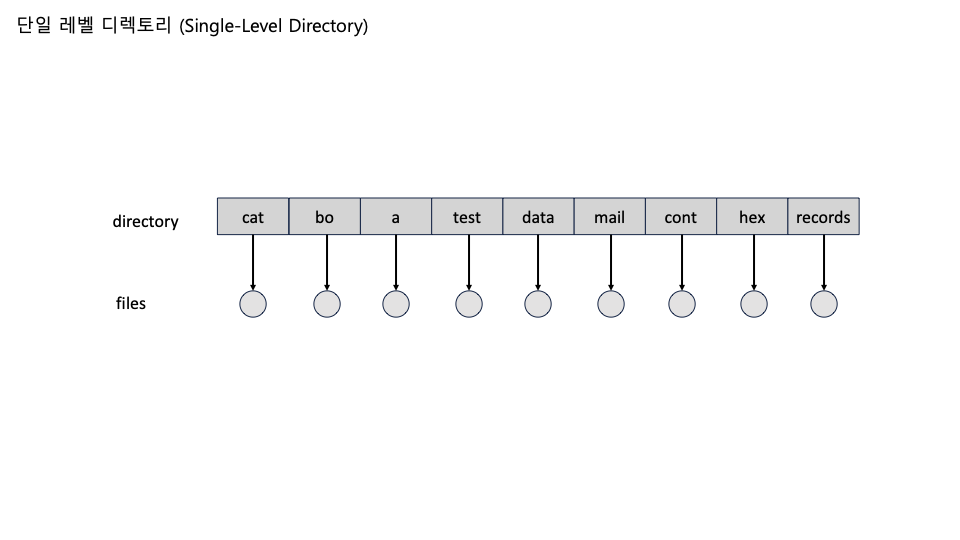 단일 레벨 디렉토리 (Single-Level Directory)
directory cat bo a test data mail cont hex records
files